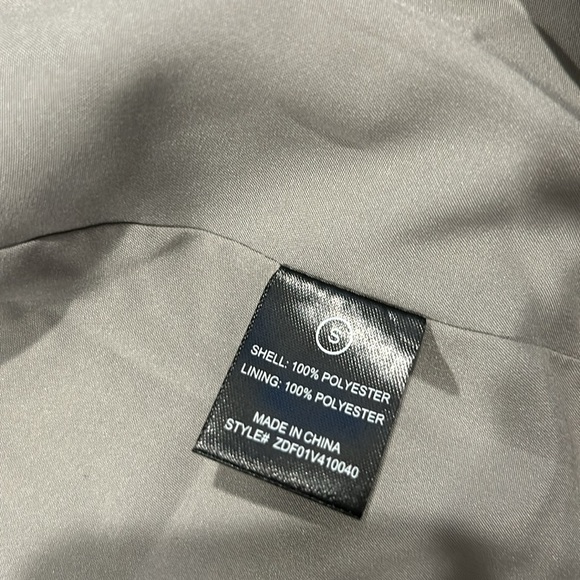 S
SHELL: 100% POLYESTER
LINING: 100% POLYESTER
MADE IN CHINA
STYLE# ZDF01V410040